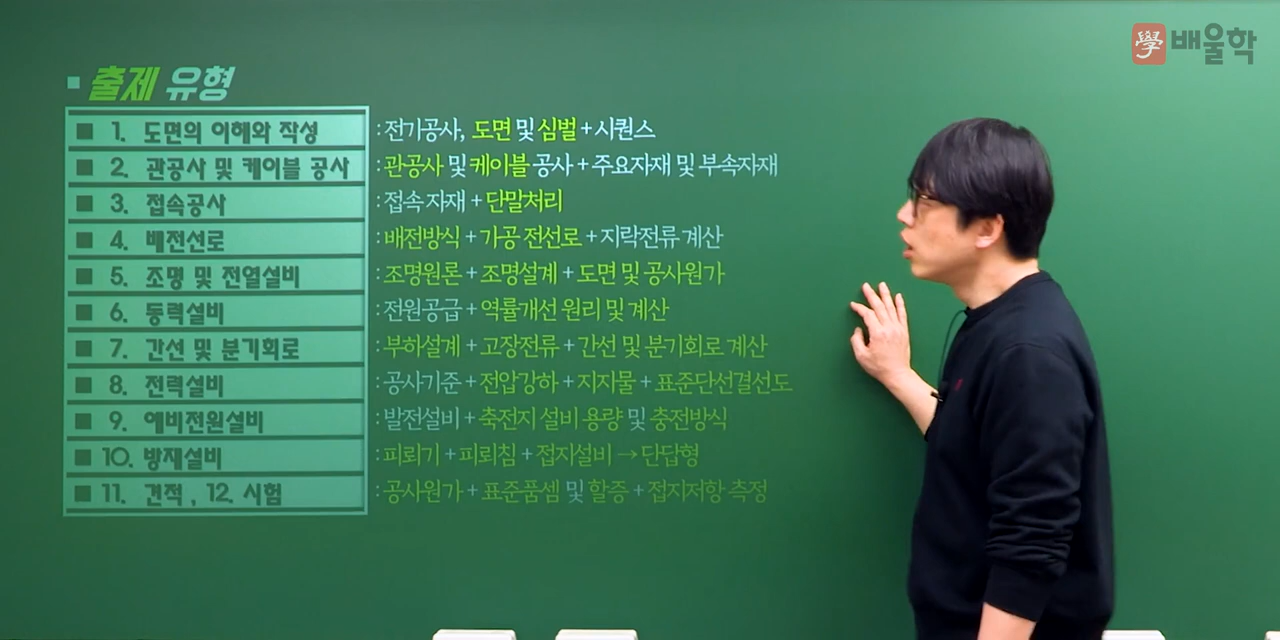 學 배울학
■ 출제 유형
■ 1. 도면의 이해와 작성 : 전기공사, 도면 및 심벌 + 시퀀스
■ 2. 관공사 및 케이블 공사 : 관공사 및 케이블 공사 + 주요자재 및 부속자재
■ 3. 접속공사 : 접속 자재 + 단말처리
■ 4. 배전선로 : 배전방식 + 가공 전선로 + 지락전류 계산
■ 5. 조명 및 전열설비 : 조명원론 + 조명설계 + 도면 및 공사원가
■ 6. 동력설비 : 전원공급 + 역률개선 원리 및 계산
■ 7. 간선 및 분기회로 : 부하설계 + 고장전류 + 간선 및 분기회로 계산
■ 8. 전력설비 : 공사기준 + 전압강하 + 지지물 + 표준단선결선도
■ 9. 예비전원설비 : 발전설비 + 축전지 설비 용량 및 충전방식
■ 10. 방재설비 : 피뢰기 + 피뢰침 + 접지설비 → 단답형
■ 11. 견적 , 12. 시험 : 공사원가 + 표준품셈 및 할증 + 접지저항 측정